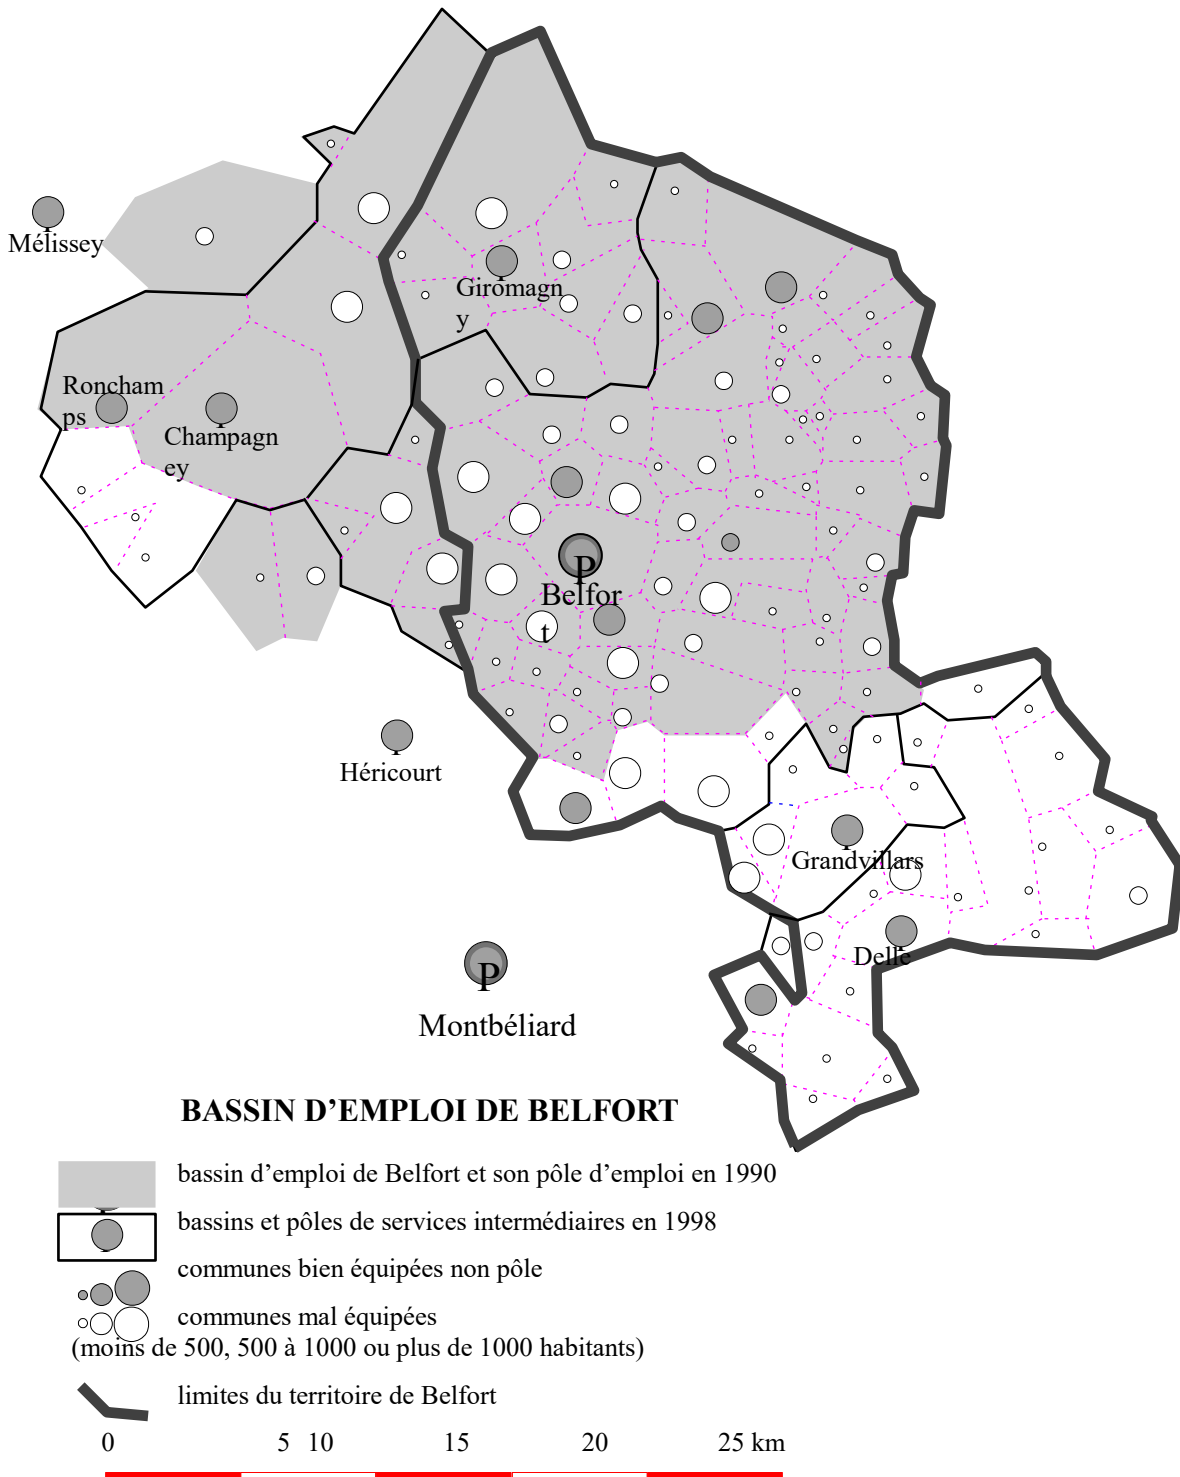 Mélissey
Giromagn
y
Roncham
ps
Champagn
ey
P
Belfor
t
Héricourt
Grandvillars
Delle
P
Montbéliard
BASSIN D’EMPLOI DE BELFORT
bassin d’emploi de Belfort et son pôle d’emploi en 1990
bassins et pôles de services intermédiaires en 1998
communes bien équipées non pôle
communes mal équipées
(moins de 500, 500 à 1000 ou plus de 1000 habitants)
limites du territoire de Belfort
0 5 10 15 20 25 km